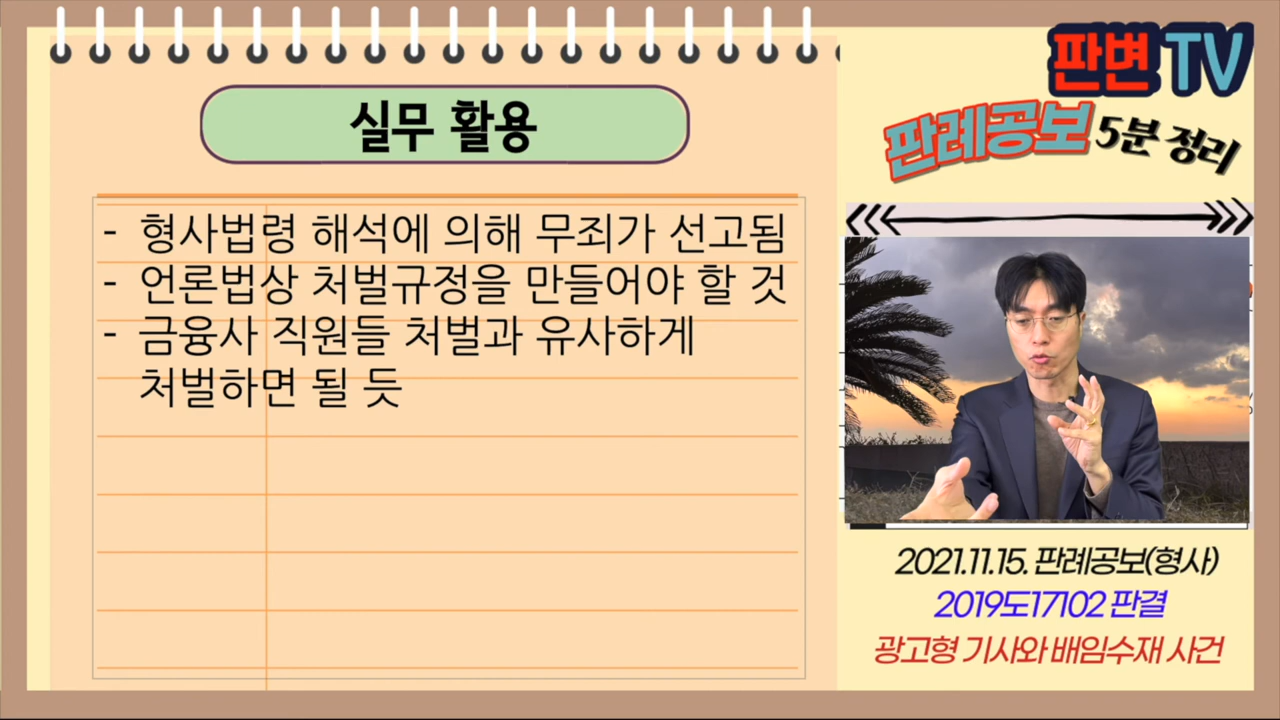 실무 활용
- 형사법령 해석에 의해 무죄가 선고됨
- 언론법상 처벌규정을 만들어야 할 것
- 금융사 직원들 처벌과 유사하게
처벌하면 될 듯
판변 TV
판례공보 5분 정리
2021.11.15. 판례공보(형사)
2019도17102 판결
광고형 기사와 배임수재 사건